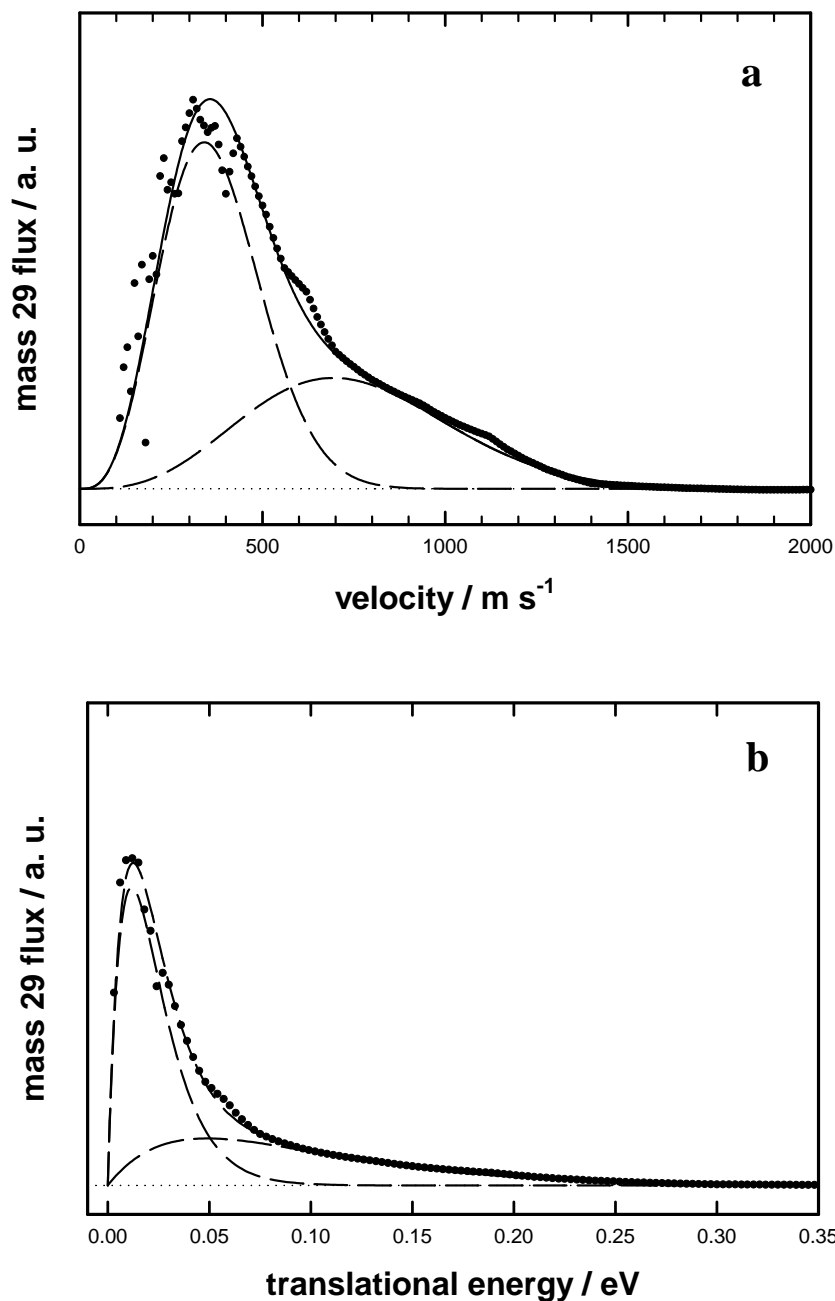 a
mass 29 flux / a. u.
0 500 1000 1500 2000
velocity / m s⁻¹
b
mass 29 flux / a. u.
0.00 0.05 0.10 0.15 0.20 0.25 0.30 0.35
translational energy / eV